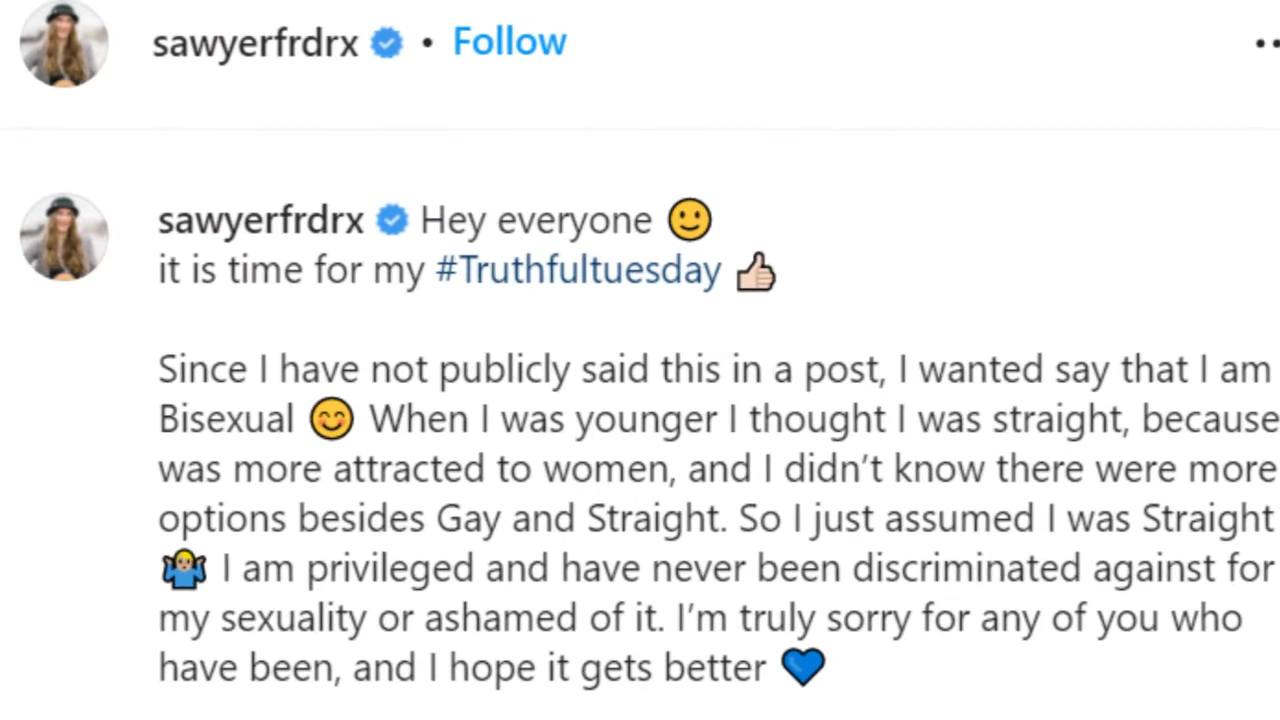 sawyerfrdrx • Follow
sawyerfrdrx Hey everyone 🙂
it is time for my #Truthfultuesday 👍🏻
Since I have not publicly said this in a post, I wanted say that I am
Bisexual 😊 When I was younger I thought I was straight, because
was more attracted to women, and I didn’t know there were more
options besides Gay and Straight. So I just assumed I was Straight
🤷🏼‍♂️ I am privileged and have never been discriminated against for
my sexuality or ashamed of it. I’m truly sorry for any of you who
have been, and I hope it gets better 💙